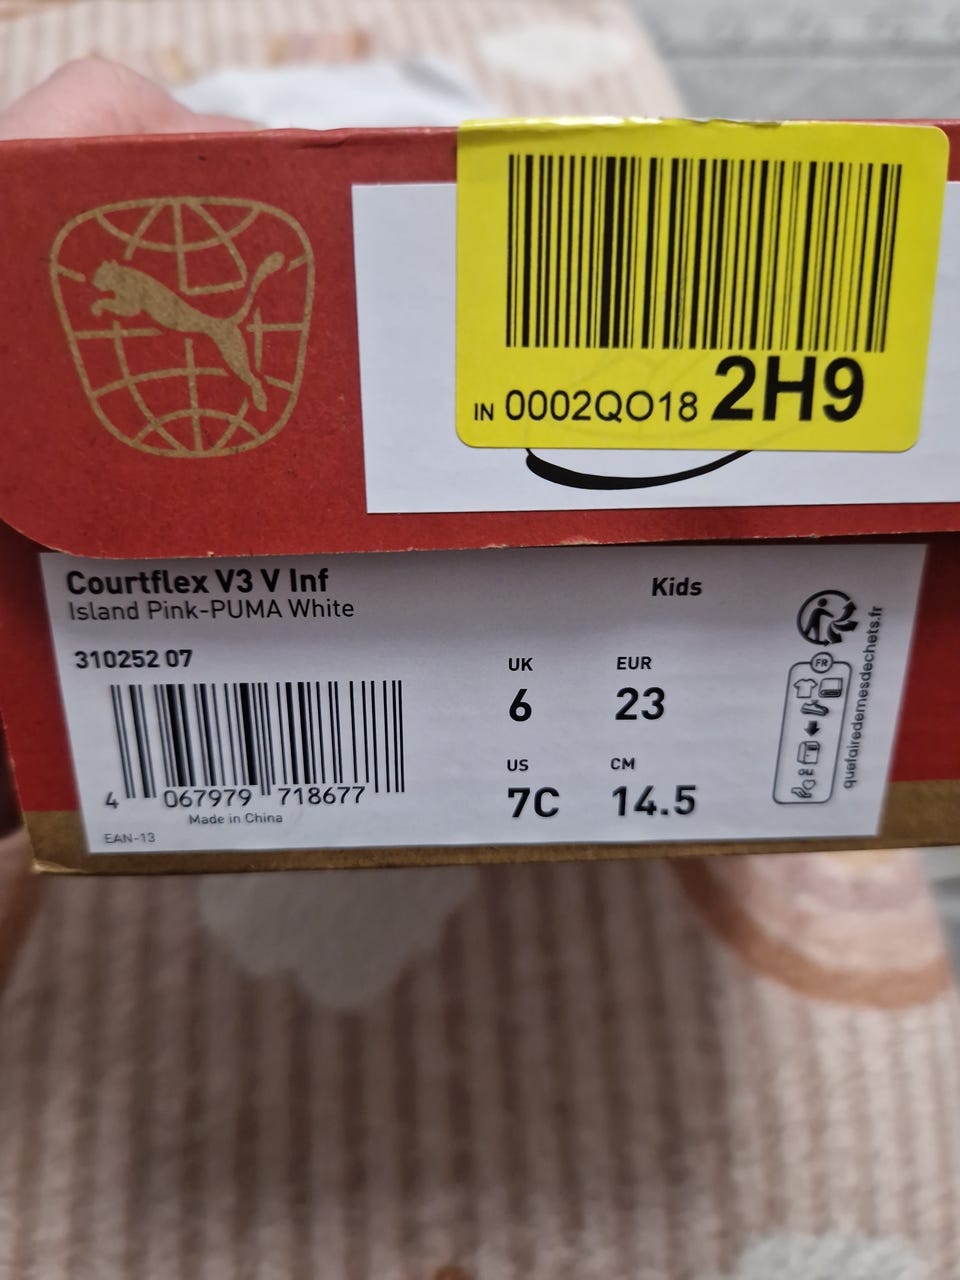 IN 0002QO18 2H9
Courtflex V3 V Inf
Island Pink-PUMA White
Kids
310252 07
UK
6
EUR
23
US
7C
CM
14.5
4 067979 718677
Made in China
EAN-13
FR
quefairedemesdechets.fr